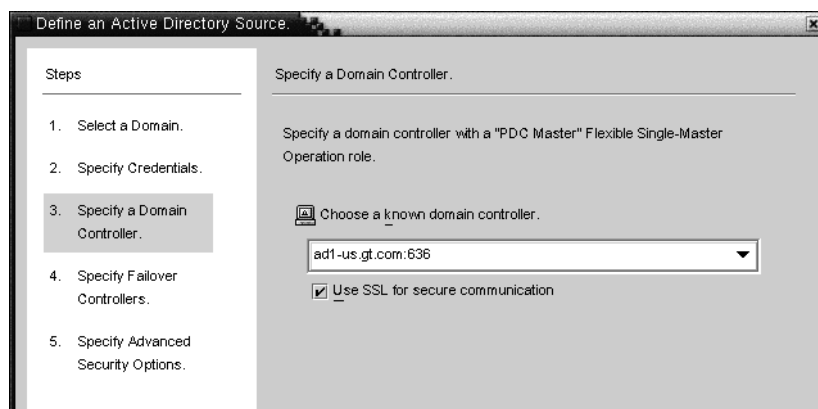 Define an Active Directory Source.
Steps
1. Select a Domain.
2. Specify Credentials.
3. Specify a Domain
Controller.
4. Specify Failover
Controllers.
5. Specify Advanced
Security Options.
Specify a Domain Controller.
Specify a domain controller with a "PDC Master" Flexible Single-Master
Operation role.
Choose a known domain controller.
ad1-us.gt.com:636
Use SSL for secure communication